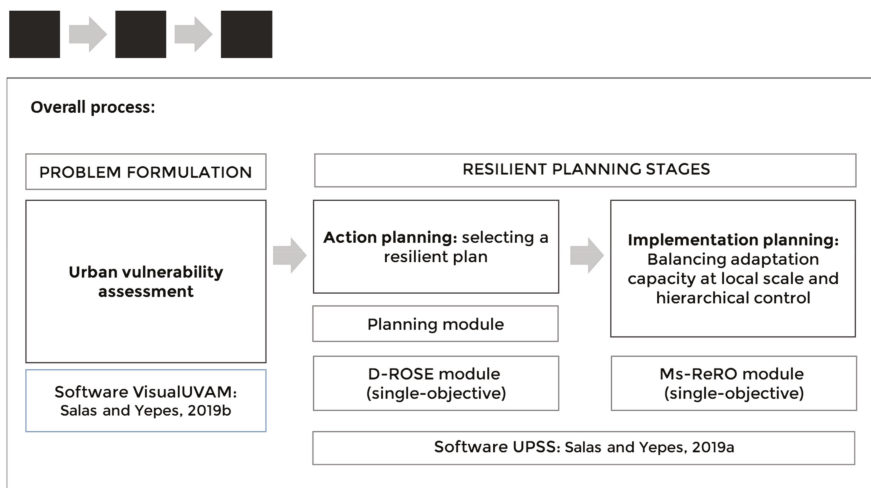 Overall process:
PROBLEM FORMULATION
RESILIENT PLANNING STAGES
Urban vulnerability
assessment
Action planning: selecting a
resilient plan
Implementation planning:
Balancing adaptation
capacity at local scale and
hierarchical control
Planning module
D-ROSE module
(single-objective)
Ms-ReRO module
(single-objective)
Software VisualUVAM:
Salas and Yepes, 2019b
Software UPSS: Salas and Yepes, 2019a